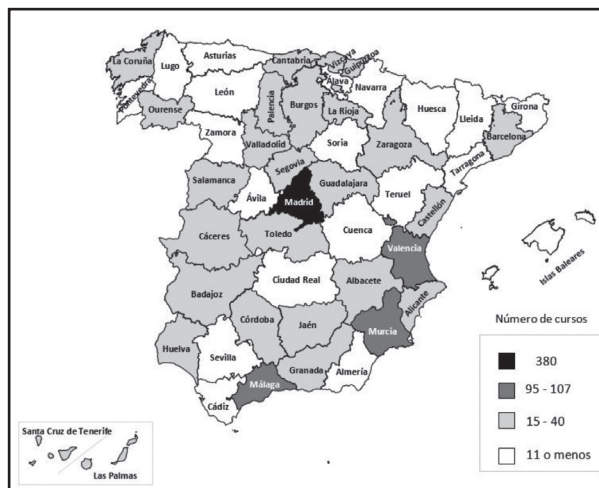 La Coruña
Lugo
Asturias
Cantabria
Vizcaya
Guipúzcoa
Álava
Navarra
Pontevedra
Ourense
León
Palencia
Burgos
La Rioja
Huesca
Lleida
Girona
Barcelona
Zamora
Valladolid
Soria
Zaragoza
Tarragona
Salamanca
Segovia
Ávila
Madrid
Guadalajara
Teruel
Castellón
Cáceres
Toledo
Cuenca
Valencia
Islas Baleares
Badajoz
Ciudad Real
Albacete
Alicante
Huelva
Córdoba
Jaén
Murcia
Sevilla
Granada
Almería
Málaga
Cádiz
Santa Cruz de Tenerife
Las Palmas
Número de cursos
380
95 - 107
15 - 40
11 o menos